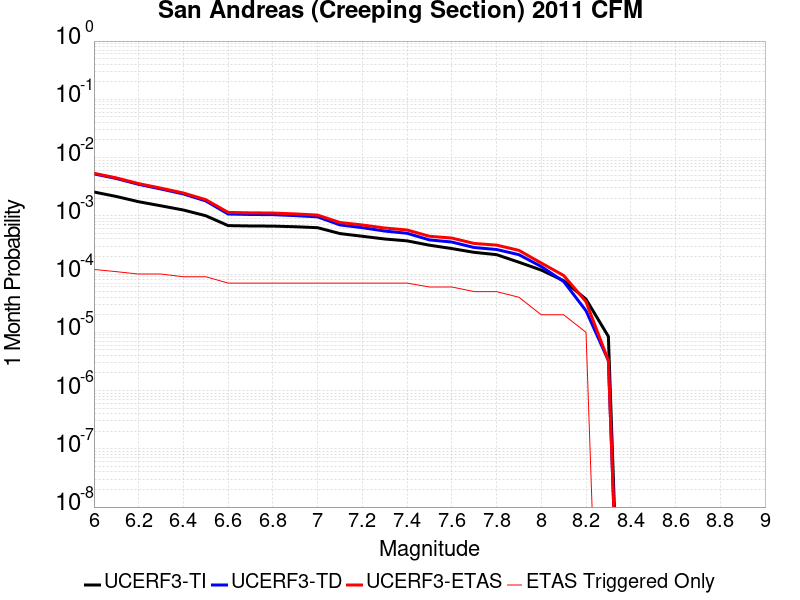 San Andreas (Creeping Section) 2011 CFM
10^0
10^-1
10^-2
10^-3
10^-4
10^-5
10^-6
10^-7
10^-8
1 Month Probability
6 6.2 6.4 6.6 6.8 7 7.2 7.4 7.6 7.8 8 8.2 8.4 8.6 8.8 9
Magnitude
UCERF3-TI UCERF3-TD UCERF3-ETAS ETAS Triggered Only